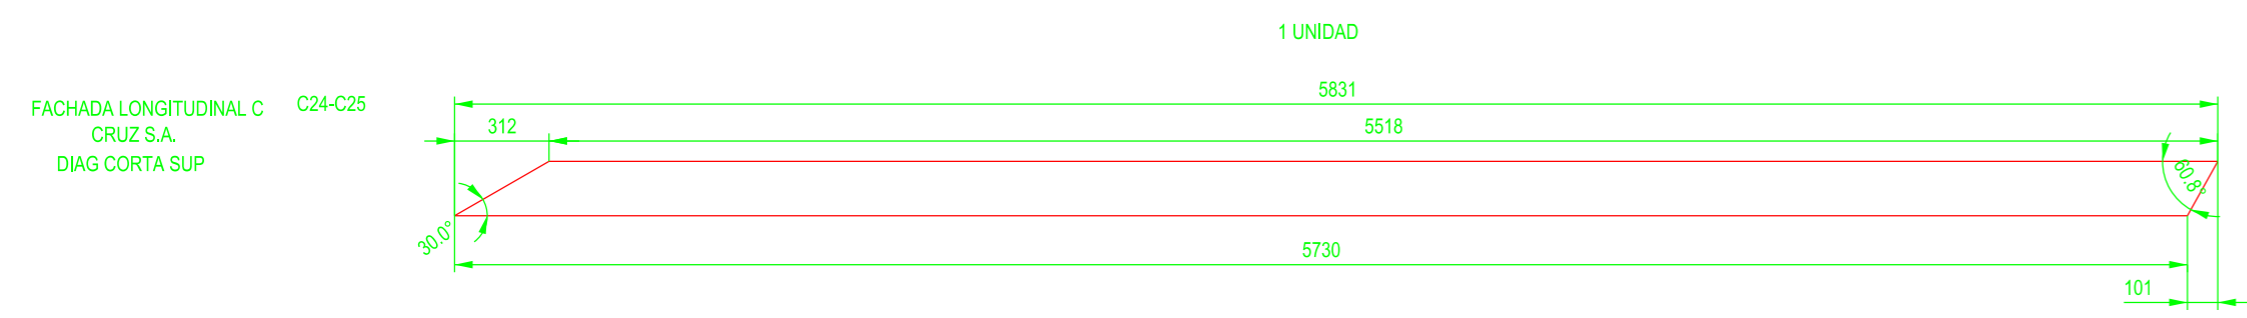 1 UNIDAD
FACHADA LONGITUDINAL C
CRUZ S.A.
DIAG CORTA SUP
C24-C25
5831
312
5518
60.8°
30.0°
5730
101